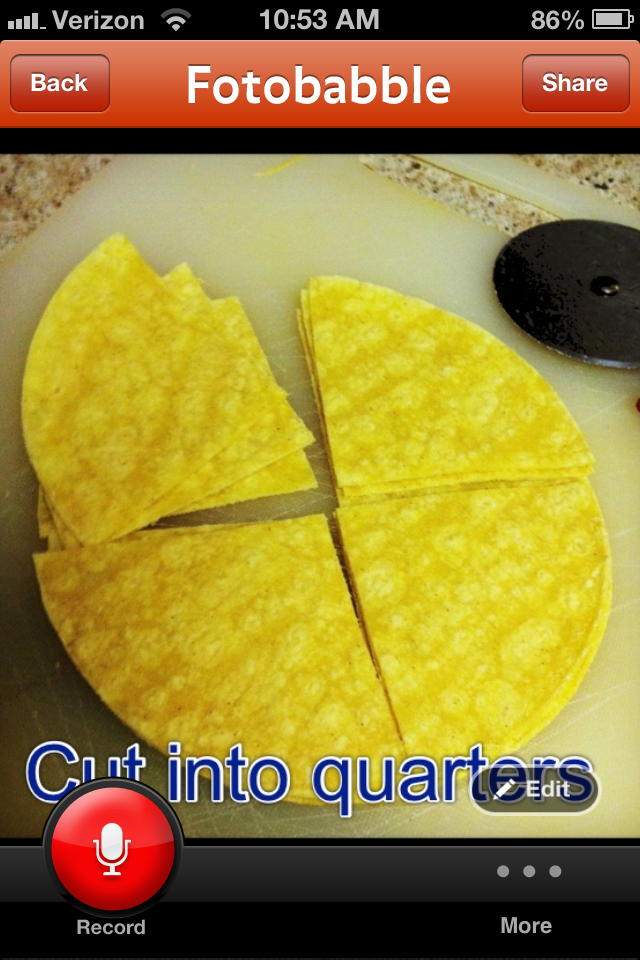 Verizon 10:53 AM 86%
Back Fotobabble Share
Cut into quarters
Edit
Record More